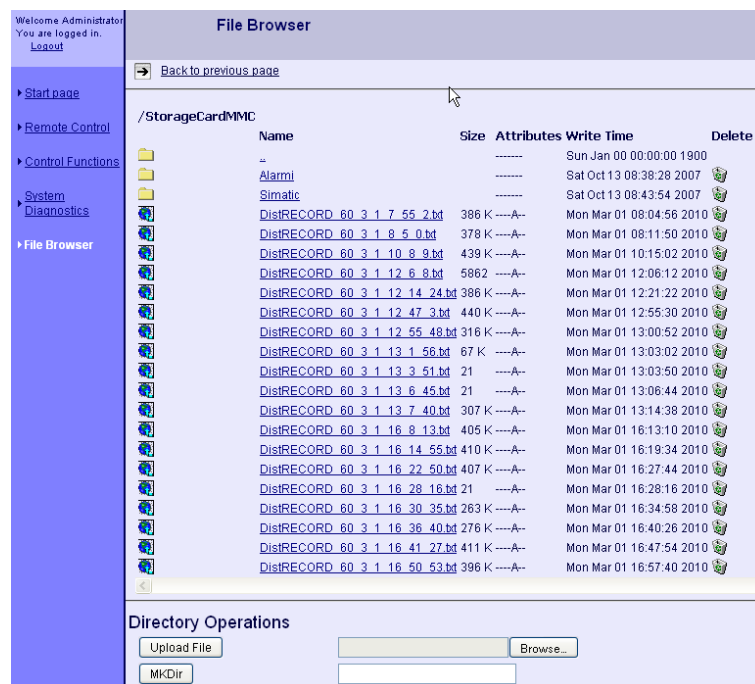 Welcome Administrator
You are logged in.
Logout
File Browser
Back to previous page
Start page
Remote Control
Control Functions
System Diagnostics
File Browser
/StorageCardMMC
Name Size Attributes Write Time Delete
.. ------- Sun Jan 00 00:00:00 1900
Alarmi ------- Sat Oct 13 08:38:28 2007
Simatic ------- Sat Oct 13 08:43:54 2007
DistRECORD_60_3_1_7_55_2.txt 386 K ----A-- Mon Mar 01 08:04:56 2010
DistRECORD_60_3_1_8_5_0.txt 378 K ----A-- Mon Mar 01 08:11:50 2010
DistRECORD_60_3_1_10_8_9.txt 439 K ----A-- Mon Mar 01 10:15:02 2010
DistRECORD_60_3_1_12_6_8.txt 5862 ----A-- Mon Mar 01 12:06:12 2010
DistRECORD_60_3_1_12_14_24.txt 386 K ----A-- Mon Mar 01 12:21:22 2010
DistRECORD_60_3_1_12_47_3.txt 440 K ----A-- Mon Mar 01 12:55:30 2010
DistRECORD_60_3_1_12_55_48.txt 316 K ----A-- Mon Mar 01 13:00:52 2010
DistRECORD_60_3_1_13_1_56.txt 67 K ----A-- Mon Mar 01 13:03:02 2010
DistRECORD_60_3_1_13_3_51.txt 21 ----A-- Mon Mar 01 13:03:50 2010
DistRECORD_60_3_1_13_6_45.txt 21 ----A-- Mon Mar 01 13:06:44 2010
DistRECORD_60_3_1_13_7_40.txt 307 K ----A-- Mon Mar 01 13:14:38 2010
DistRECORD_60_3_1_16_8_13.txt 405 K ----A-- Mon Mar 01 16:13:10 2010
DistRECORD_60_3_1_16_14_55.txt 410 K ----A-- Mon Mar 01 16:19:34 2010
DistRECORD_60_3_1_16_22_50.txt 407 K ----A-- Mon Mar 01 16:27:44 2010
DistRECORD_60_3_1_16_28_16.txt 21 ----A-- Mon Mar 01 16:28:16 2010
DistRECORD_60_3_1_16_30_35.txt 263 K ----A-- Mon Mar 01 16:34:58 2010
DistRECORD_60_3_1_16_36_40.txt 276 K ----A-- Mon Mar 01 16:40:26 2010
DistRECORD_60_3_1_16_41_27.txt 411 K ----A-- Mon Mar 01 16:47:54 2010
DistRECORD_60_3_1_16_50_53.txt 396 K ----A-- Mon Mar 01 16:57:40 2010
Directory Operations
Upload File Browse...
MKDir